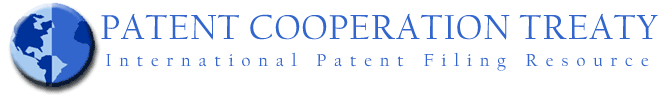 PATENT COOPERATION TREATY
International Patent Filing Resource